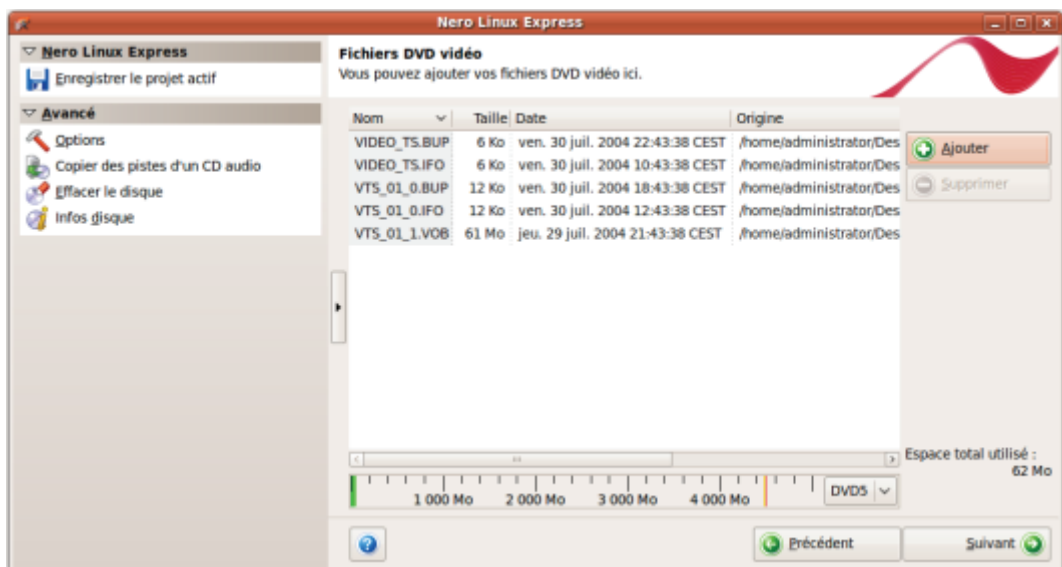 Nero Linux Express
Nero Linux Express
Enregistrer le projet actif
Avancé
Options
Copier des pistes d'un CD audio
Effacer le disque
Infos disque
Fichiers DVD vidéo
Vous pouvez ajouter vos fichiers DVD vidéo ici.
Nom Taille Date Origine
VIDEO_TS.BUP 6 Ko ven. 30 juil. 2004 22:43:38 CEST /home/administrator/Des
VIDEO_TS.IFO 6 Ko ven. 30 juil. 2004 10:43:38 CEST /home/administrator/Des
VTS_01_0.BUP 12 Ko ven. 30 juil. 2004 18:43:38 CEST /home/administrator/Des
VTS_01_0.IFO 12 Ko ven. 30 juil. 2004 12:43:38 CEST /home/administrator/Des
VTS_01_1.VOB 61 Mo jeu. 29 juil. 2004 21:43:38 CEST /home/administrator/Des
Ajouter
Supprimer
Espace total utilisé :
62 Mo
1 000 Mo 2 000 Mo 3 000 Mo 4 000 Mo
DVD5
Précédent
Suivant